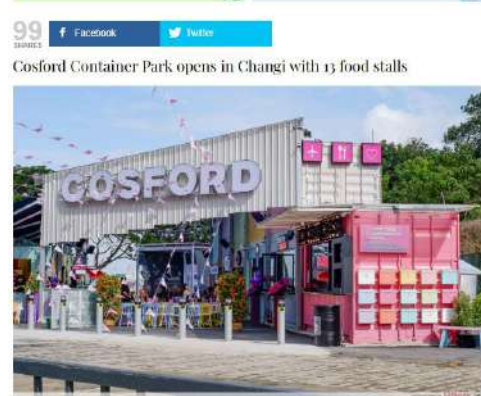 99
SHARES
Facebook
Twitter
Cosford Container Park opens in Changi with 13 food stalls
COSFORD